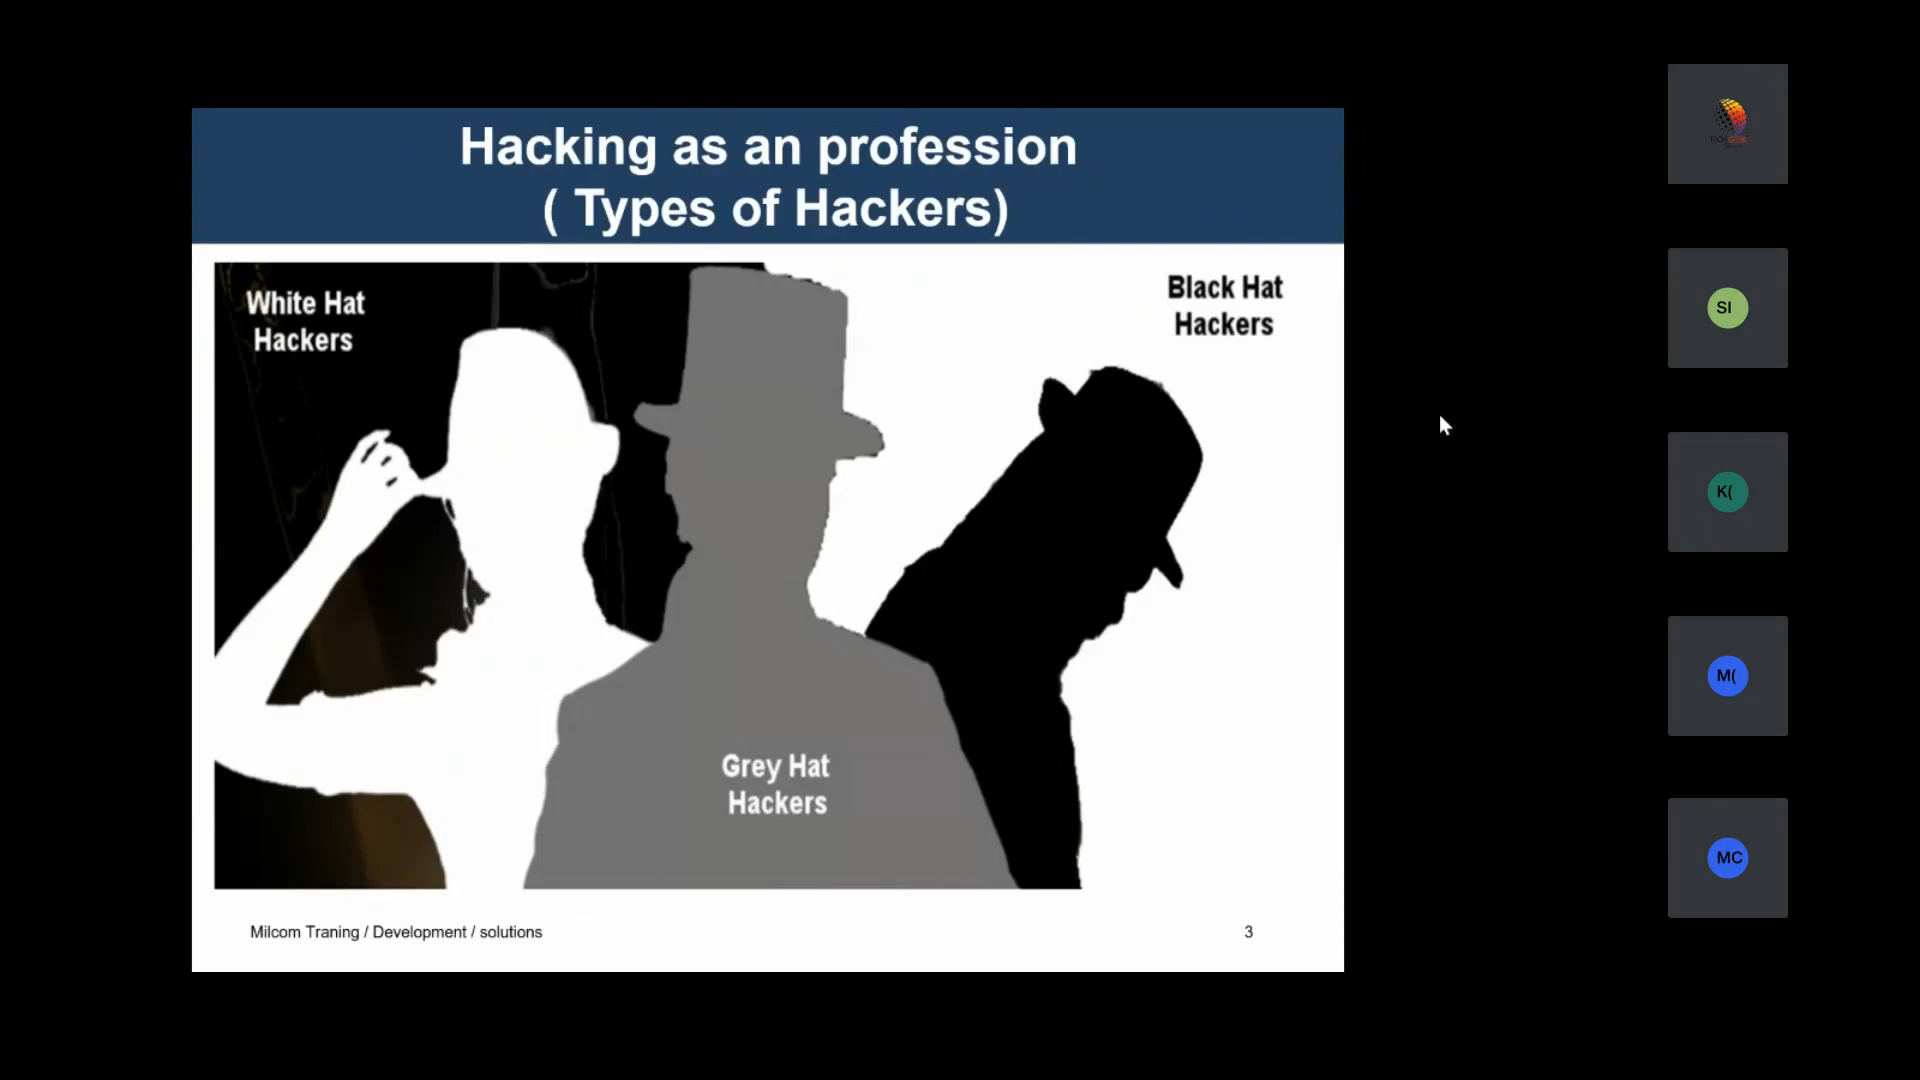 Hacking as an profession
( Types of Hackers)
White Hat
Hackers
Black Hat
Hackers
Grey Hat
Hackers
Milcom Traning / Development / solutions
3
SI
K(
M(
MC